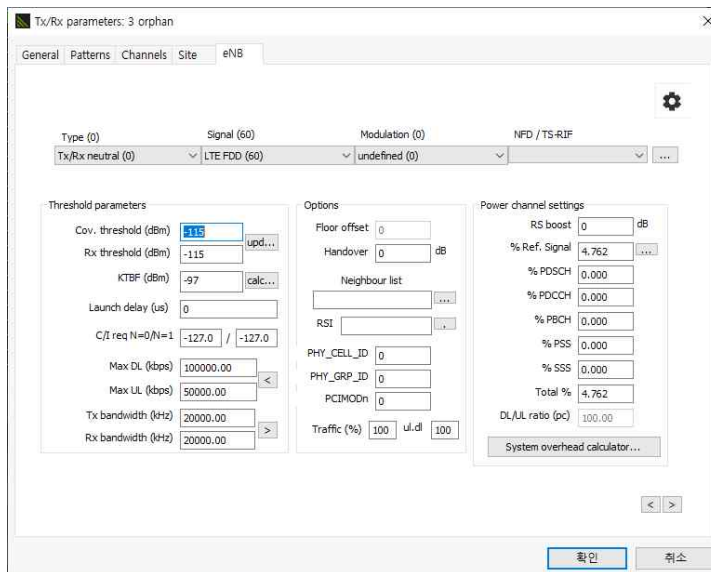 Tx/Rx parameters: 3 orphan
General Patterns Channels Site eNB
Type (0) Signal (60) Modulation (0) NFD / TS-RIF
Tx/Rx neutral (0) LTE FDD (60) undefined (0) ...
Threshold parameters
Cov. threshold (dBm) -115
upd...
Rx threshold (dBm) -115
KTBF (dBm) -97 calc...
Launch delay (us) 0
C/I req N=0/N=1 -127.0 / -127.0
Max DL (kbps) 100000.00
<
Max UL (kbps) 50000.00
Tx bandwidth (kHz) 20000.00
>
Rx bandwidth (kHz) 20000.00
Options
Floor offset 0
Handover 0 dB
Neighbour list
...
RSI .
PHY_CELL_ID 0
PHY_GRP_ID 0
PCIMODn 0
Traffic (%) 100 ul.dl 100
Power channel settings
RS boost 0 dB
% Ref. Signal 4.762 ...
% PDSCH 0.000
% PDCCH 0.000
% PBCH 0.000
% PSS 0.000
% SSS 0.000
Total % 4.762
DL/UL ratio (pc) 100.00
System overhead calculator...
< >
확인 취소